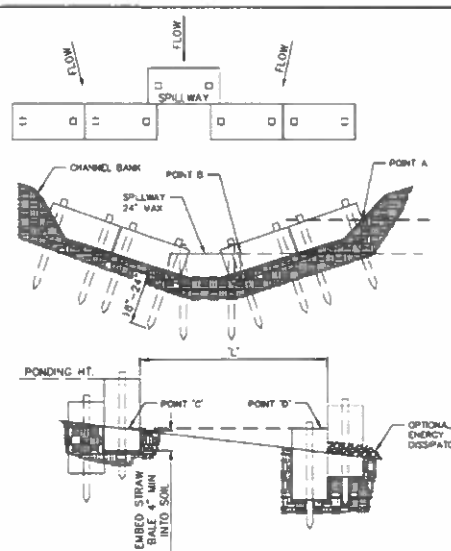 FLOW
FLOW
FLOW
SPILLWAY
CHANNEL BANK
POINT B
POINT A
SPILLWAY
24" MAX
18"-24"
"L"
PONDING HT.
POINT "C"
POINT "D"
OPTIONAL
ENERGY
EMBED STRAW
BALE 4" MIN
INTO SOIL